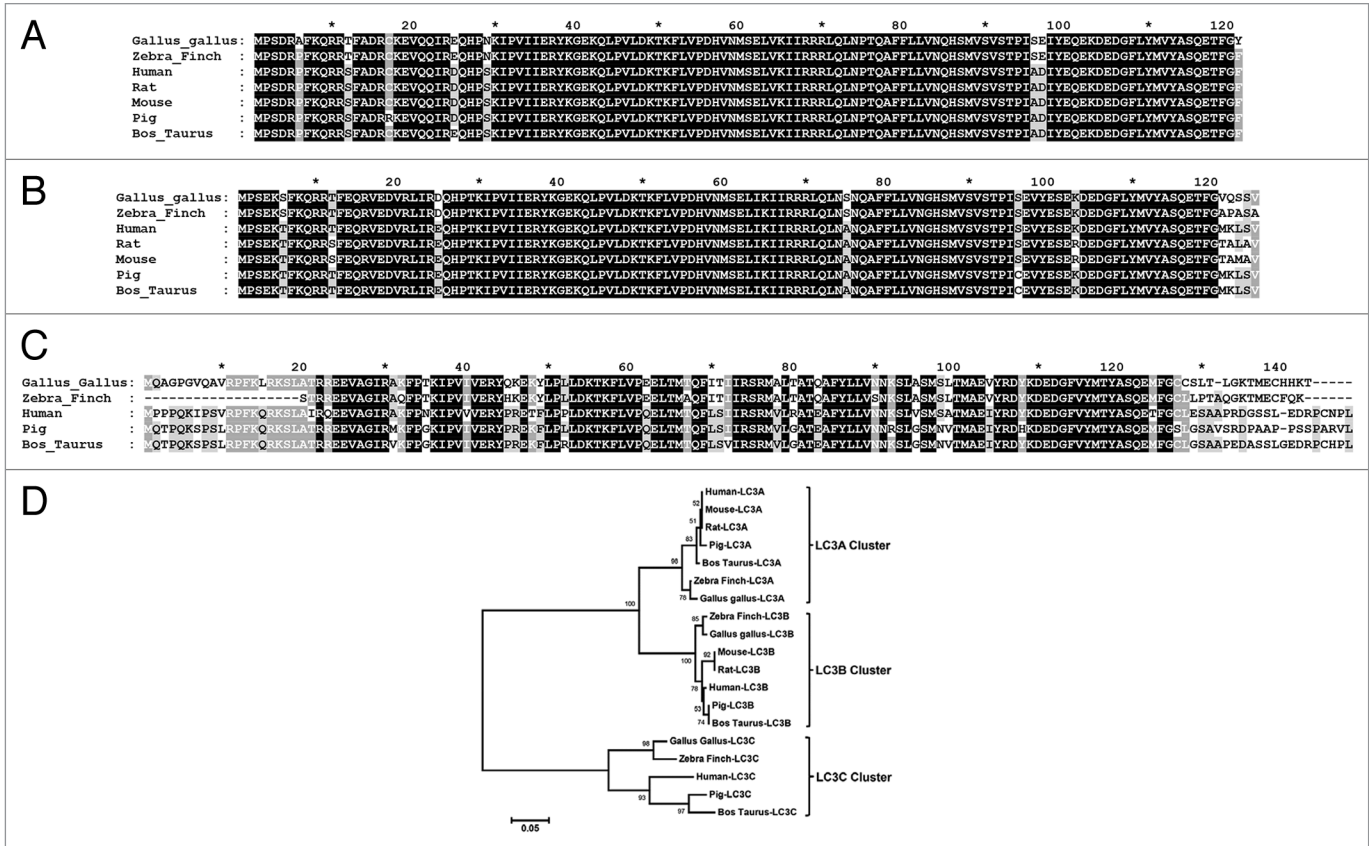 A
* 20 * 40 * 60 * 80 * 100 * 120
Gallus_gallus: MPSDRAFKQRRTFADRCKEVQQIREQHPNKIPVIIERYKGEKQLPVLDKTKFLVPDHVNMSELVKIIRRRLQLNPTQAFFLLVNQHSMVSVSTPISEIYEQEKDEDGFLYMVYASQETFGY
Zebra_Finch : MPSDRPFKQRRTFADRCKEVQQIREQHPNKIPVIIERYKGEKQLPVLDKTKFLVPDHVNMSELVKIIRRRLQLNPTQAFFLLVNQHSMVSVSTPISEIYEQEKDEDGFLYMVYASQETFGF
Human : MPSDRPFKQRRSFADRCKEVQQIRDQHPSKIPVIIERYKGEKQLPVLDKTKFLVPDHVNMSELVKIIRRRLQLNPTQAFFLLVNQHSMVSVSTPIADIYEQEKDEDGFLYMVYASQETFGF
Rat : MPSDRPFKQRRSFADRCKEVQQIRDQHPSKIPVIIERYKGEKQLPVLDKTKFLVPDHVNMSELVKIIRRRLQLNPTQAFFLLVNQHSMVSVSTPIADIYEQEKDEDGFLYMVYASQETFGF
Mouse : MPSDRPFKQRRSFADRCKEVQQIRDQHPSKIPVIIERYKGEKQLPVLDKTKFLVPDHVNMSELVKIIRRRLQLNPTQAFFLLVNQHSMVSVSTPIADIYEQEKDEDGFLYMVYASQETFGF
Pig : MPSDRPFKQRRSFADRRKEVQQIRDQHPSKIPVIIERYKGEKQLPVLDKTKFLVPDHVNMSELVKIIRRRLQLNPTQAFFLLVNQHSMVSVSTPIADIYEQEKDEDGFLYMVYASQETFGF
Bos_Taurus : MPSDRPFKQRRSFADRCKEVQQIREQHPSKIPVIIERYKGEKQLPVLDKTKFLVPDHVNMSELVKIIRRRLQLNPTQAFFLLVNQHSMVSVSTPIADIYEQEKDEDGFLYMVYASQETFGF
B
* 20 * 40 * 60 * 80 * 100 * 120
Gallus_gallus: MPSEKSFKQRRTFEQRVEDVRLIRDQHPTKIPVIIERYKGEKQLPVLDKTKFLVPDHVNMSELIKIIRRRLQLNSNQAFFLLVNGHSMVSVSTPISEVYESEKDEDGFLYMVYASQETFGVQSSV
Zebra_Finch : MPSEKSFKQRRTFEQRVEDVRLIRDQHPTKIPVIIERYKGEKQLPVLDKTKFLVPDHVNMSELIKIIRRRLQLNSNQAFFLLVNGHSMVSVSTPISEVYESEKDEDGFLYMVYASQETFGAPASA
Human : MPSEKTFKQRRTFEQRVEDVRLIREQHPTKIPVIIERYKGEKQLPVLDKTKFLVPDHVNMSELIKIIRRRLQLNANQAFFLLVNGHSMVSVSTPISEVYESEKDEDGFLYMVYASQETFGMKLSV
Rat : MPSEKTFKQRRSFEQRVEDVRLIREQHPTKIPVIIERYKGEKQLPVLDKTKFLVPDHVNMSELIKIIRRRLQLNANQAFFLLVNGHSMVSVSTPISEVYESERDEDGFLYMVYASQETFGTALAV
Mouse : MPSEKTFKQRRSFEQRVEDVRLIREQHPTKIPVIIERYKGEKQLPVLDKTKFLVPDHVNMSELIKIIRRRLQLNANQAFFLLVNGHSMVSVSTPISEVYESERDEDGFLYMVYASQETFGTAMAV
Pig : MPSEKTFKQRRTFEQRVEDVRLIREQHPTKIPVIIERYKGEKQLPVLDKTKFLVPDHVNMSELIKIIRRRLQLNANQAFFLLVNGHSMVSVSTPICEVYESEKDEDGFLYMVYASQETFGMKLSV
Bos_Taurus : MPSEKTFKQRRTFEQRVEDVRLIREQHPTKIPVIIERYKGEKQLPVLDKTKFLVPDHVNMSELIKIIRRRLQLNANQAFFLLVNGHSMVSVSTPICEVYESEKDEDGFLYMVYASQETFGMKLSV
C
* 20 * 40 * 60 * 80 * 100 * 120 * 140
Gallus_Gallus: MQAGPGVQAVRPFKLRKSLATRREEVAGIRAKFPTKIPVIVERYQKEKYLPLLDKTKFLVPEELTMTQFITIIRSRMALTATQAFYLLVNNKSLASMSLTMAEVYRDYKDEDGFVYMTYASQEMFGCCSLT-LGKTMECHHKT-----
Zebra_Finch : --------------------STREEVAGIRAQFPTKIPVIVERYHKEKYLPLLDKTKFLVPEELTMAQFITIIRSRMALTATQAFYLLVNNKSLASMSLTMAEVYRDYKDEDGFVYMTYASQEMFGCLLPTAQGKTMECFQK------
Human : MPPPQKIPSVRPFKQRKSLAIRQEEVAGIRAKFPNKIPVVVERYPRETFLPPLDKTKFLVPQELTMTQFLSIIRSRMVLRATEAFYLLVNNKSLVSMSATMAEIYRDYKDEDGFVYMTYASQETFGCLESAAPRDGSSL-EDRPCNPL
Pig : MQTPQKSPSLRPFKQRKSLATRREEVAGIRMKFPTKIPVIVERYPREKFLPPLDKTKFLVPQELTMTQFLSIIRSRMVLGATEAFYLLVNNRSLGSMNVTMAEVYRDYKDEDGFVYMTYASQEMFGSLGSAVSRDPAAP-PSSPARVL
Bos_Taurus : MQTPQKSPSLRPFKQRKSLATRREEVAGIRVKFPGKIPVIVERYPREKFLPRLDKTKFLVPQELTMTQFLSVIRSRMVLGATEAFYLLVNNKSLGSMNVTMAEIYRDHKDEDGFVYMTYASQEMFGCLGSAAPEDASSLGEDRPCHPL
D
Human-LC3A
52
Mouse-LC3A
51
Rat-LC3A
83
Pig-LC3A
LC3A Cluster
Bos Taurus-LC3A
Zebra Finch-LC3A
78
Gallus gallus-LC3A
100
Zebra Finch-LC3B
85
Gallus gallus-LC3B
92
Mouse-LC3B
100
Rat-LC3B
LC3B Cluster
78
Human-LC3B
53
Pig-LC3B
74
Bos Taurus-LC3B
98
Gallus Gallus-LC3C
Zebra Finch-LC3C
Human-LC3C
LC3C Cluster
93
Pig-LC3C
97
Bos Taurus-LC3C
0.05